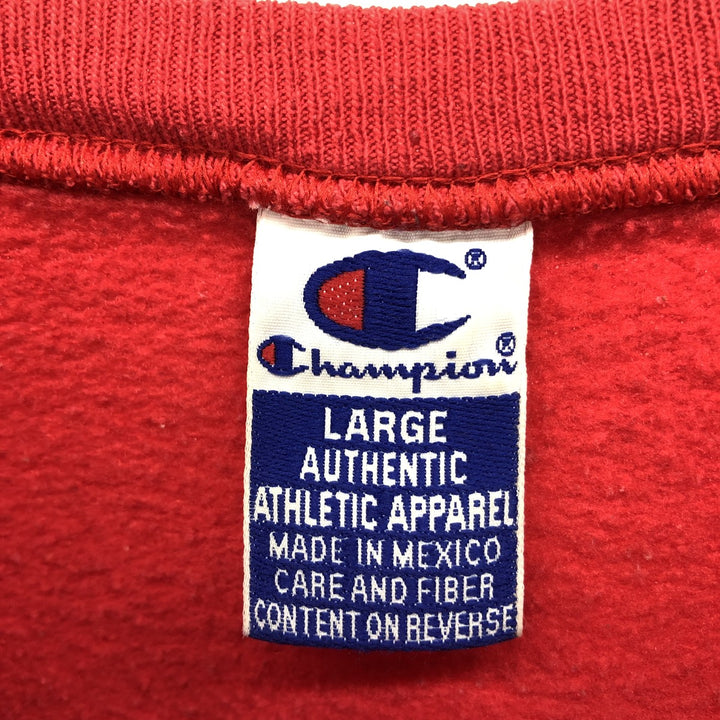 C®
Champion®
LARGE
AUTHENTIC
ATHLETIC APPAREL
MADE IN MEXICO
CARE AND FIBER
CONTENT ON REVERSE